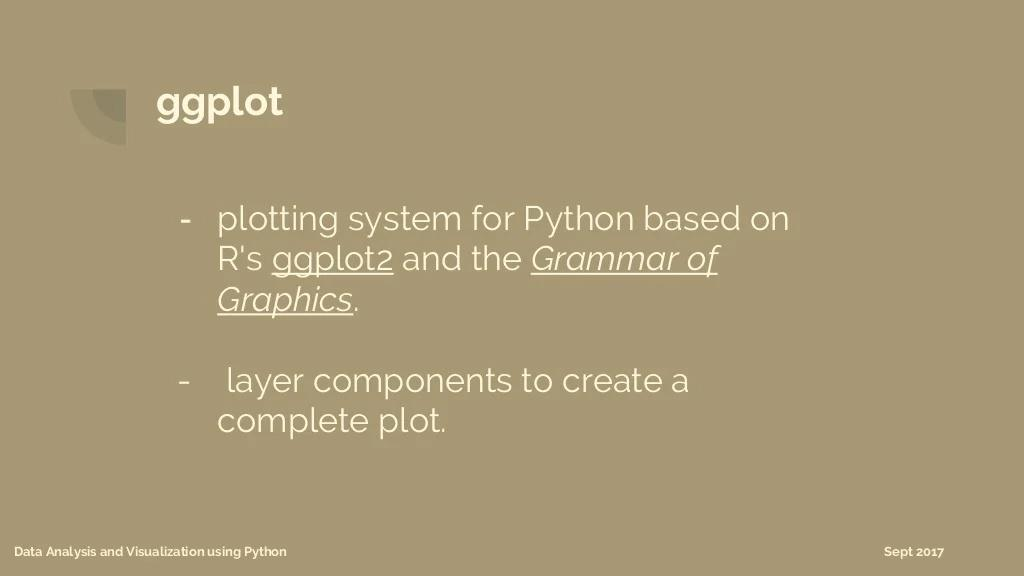 ggplot
- plotting system for Python based on
R's ggplot2 and the Grammar of
Graphics.
- layer components to create a
complete plot.
Data Analysis and Visualization using Python
Sept 2017